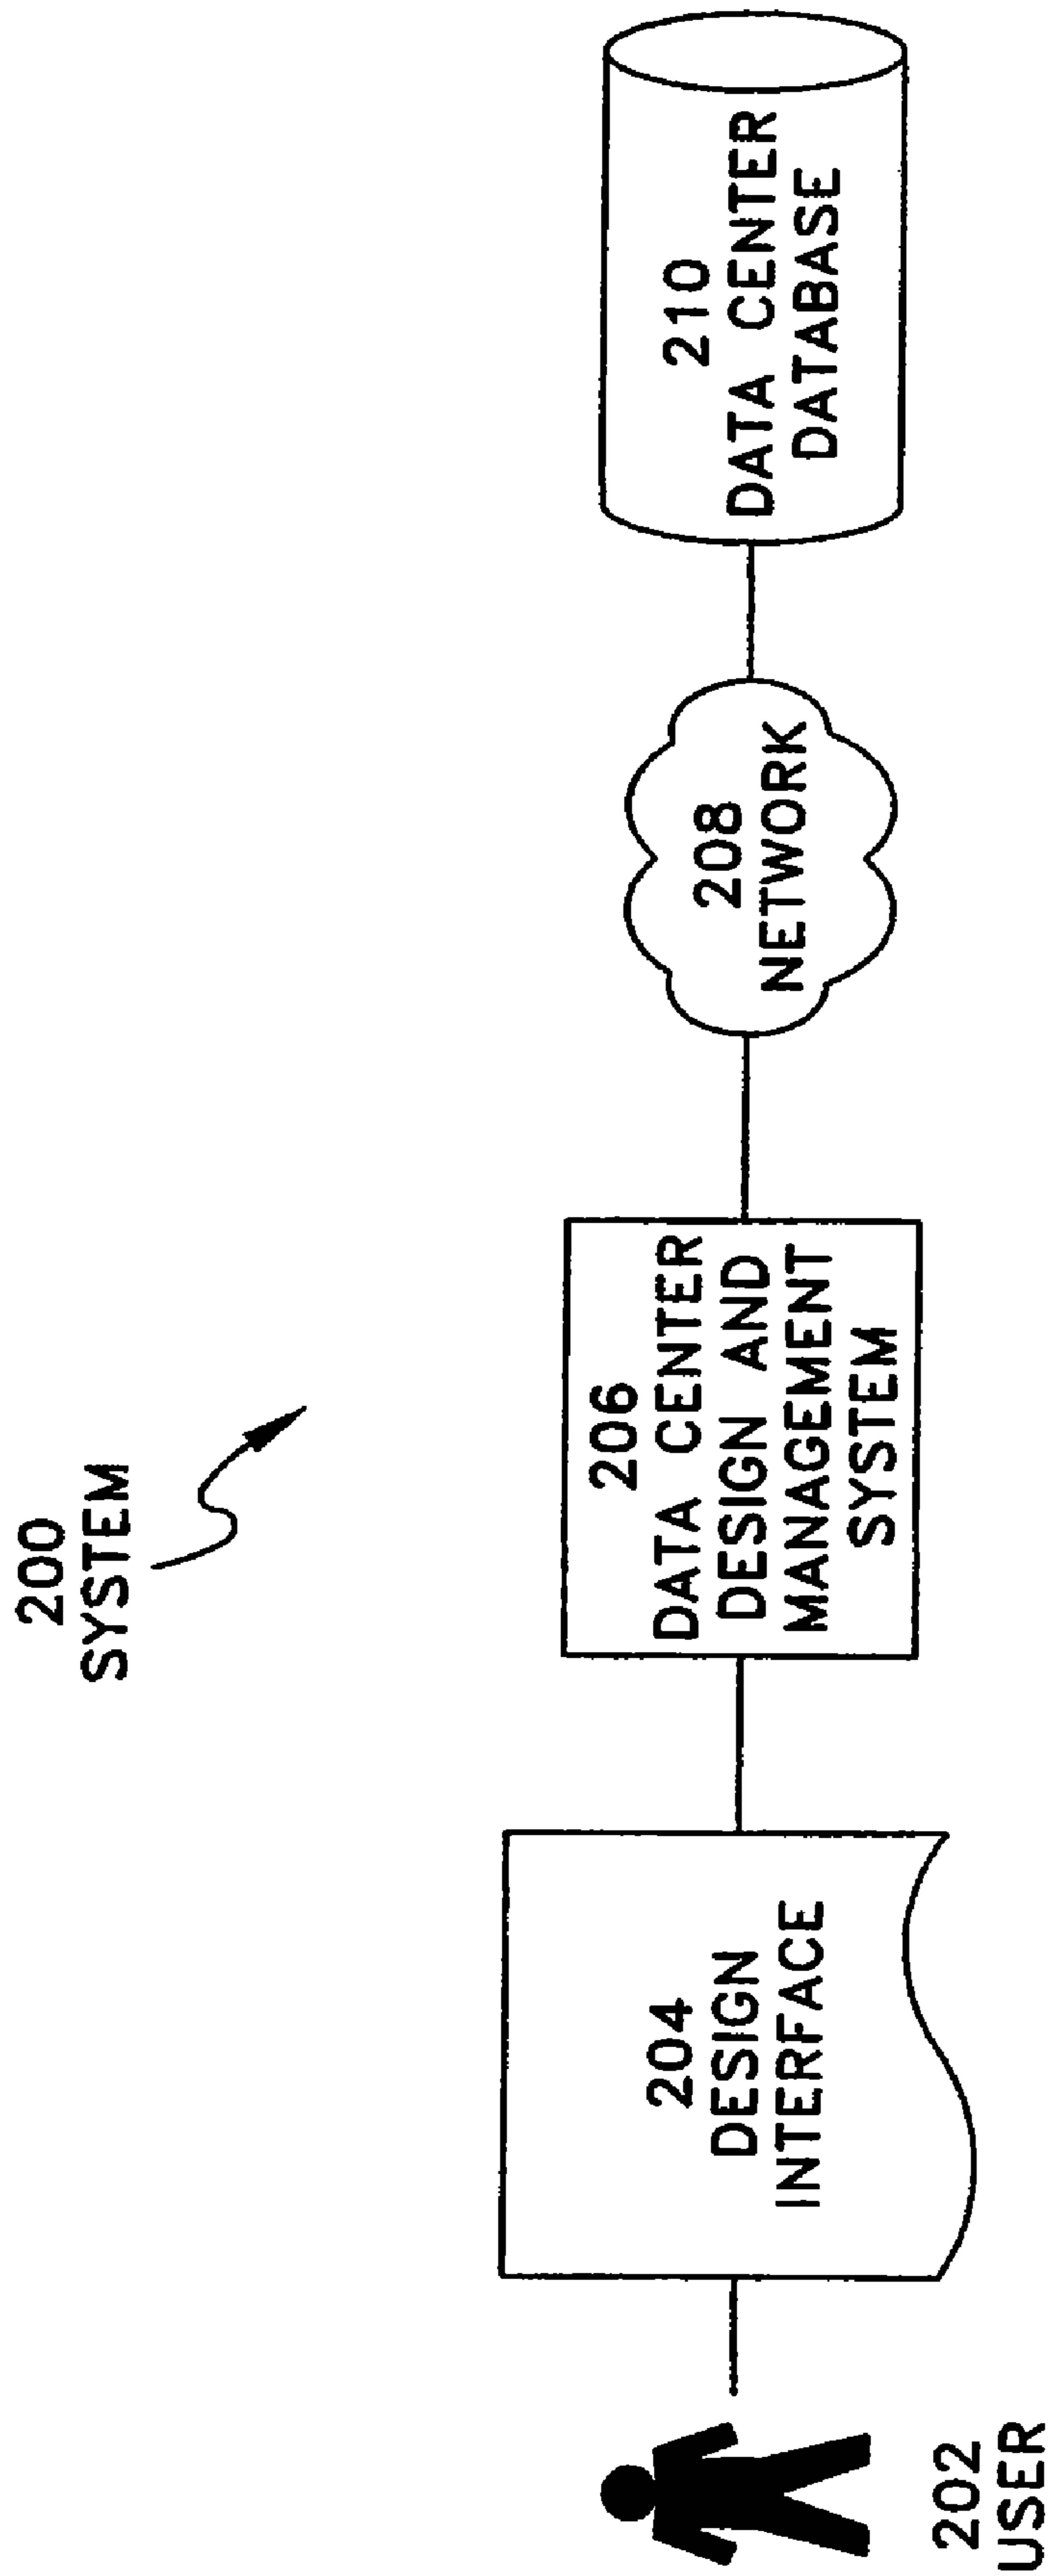 200
SYSTEM
202
USER
204
DESIGN
INTERFACE
206
DATA CENTER
DESIGN AND
MANAGEMENT
SYSTEM
208
NETWORK
210
DATA CENTER
DATABASE